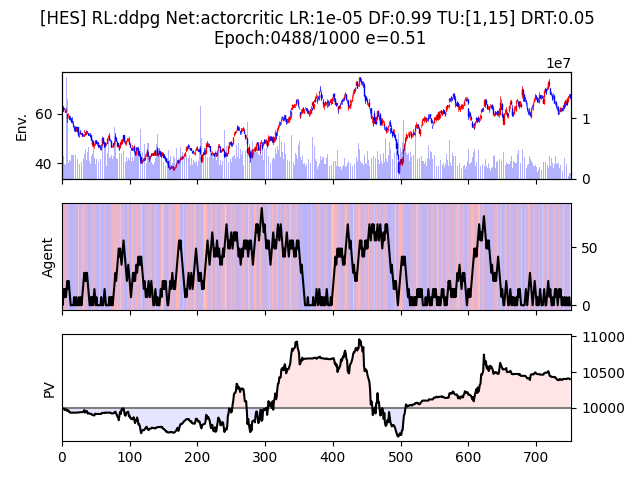 [HES] RL:ddpg Net:actorcritic LR:1e-05 DF:0.99 TU:[1,15] DRT:0.05
Epoch:0488/1000 e=0.51
1e7
Env.
60
40
1
0
Agent
50
0
PV
11000
10500
10000
0 100 200 300 400 500 600 700